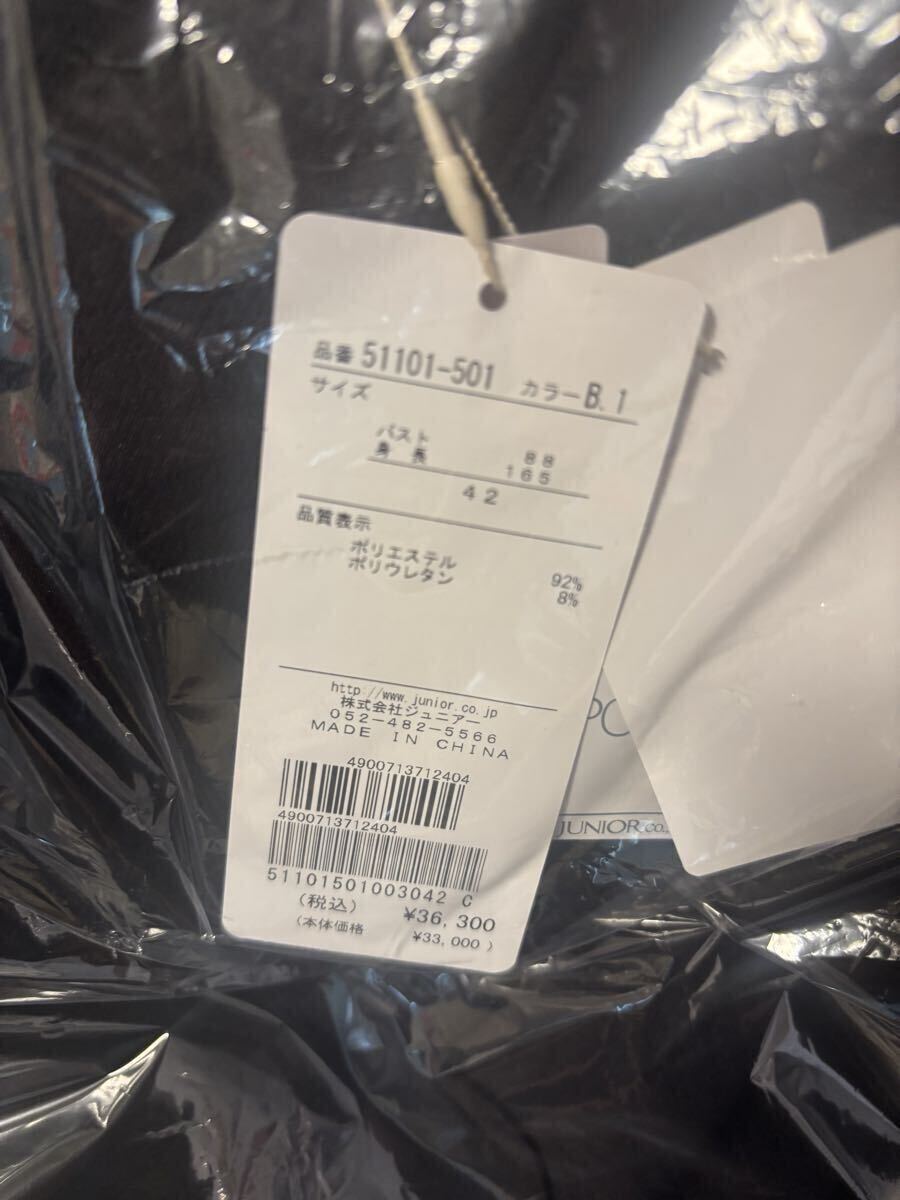 品番 51101-501 カラー B. 1
サイズ
バスト 88
身 長 165
42
品質表示
ポリエステル 92%
ポリウレタン 8%
http://www.junior.co.jp
株式会社ジュニアー
052-482-5566
MADE IN CHINA
4900713712404
4900713712404
51101501003042 C
(税込) ¥36,300
(本体価格 ¥33,000 )
PO
JUNIOR CO.,